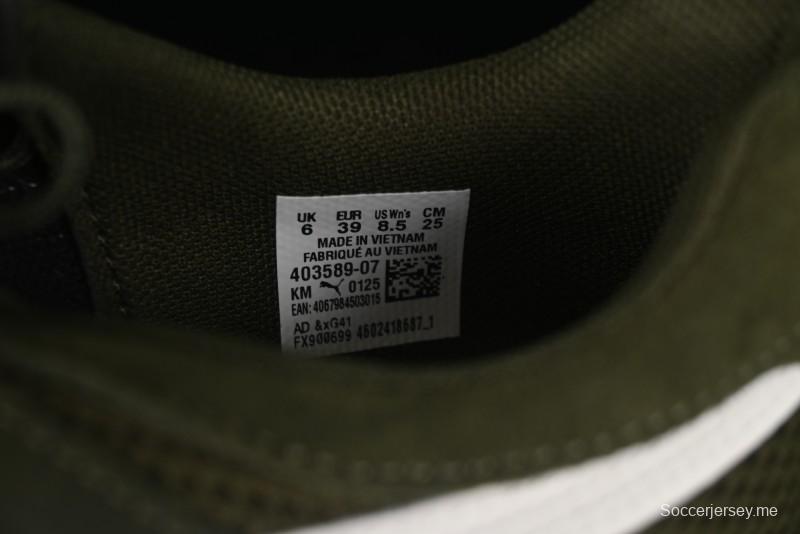 UK EUR US Wn's CM
6 39 8.5 25
MADE IN VIETNAM
FABRIQUÉ AU VIETNAM
403589-07
KM 0125
EAN: 4067984503015
AD &xG41
FX900699 4602418687_1
Soccerjersey.me